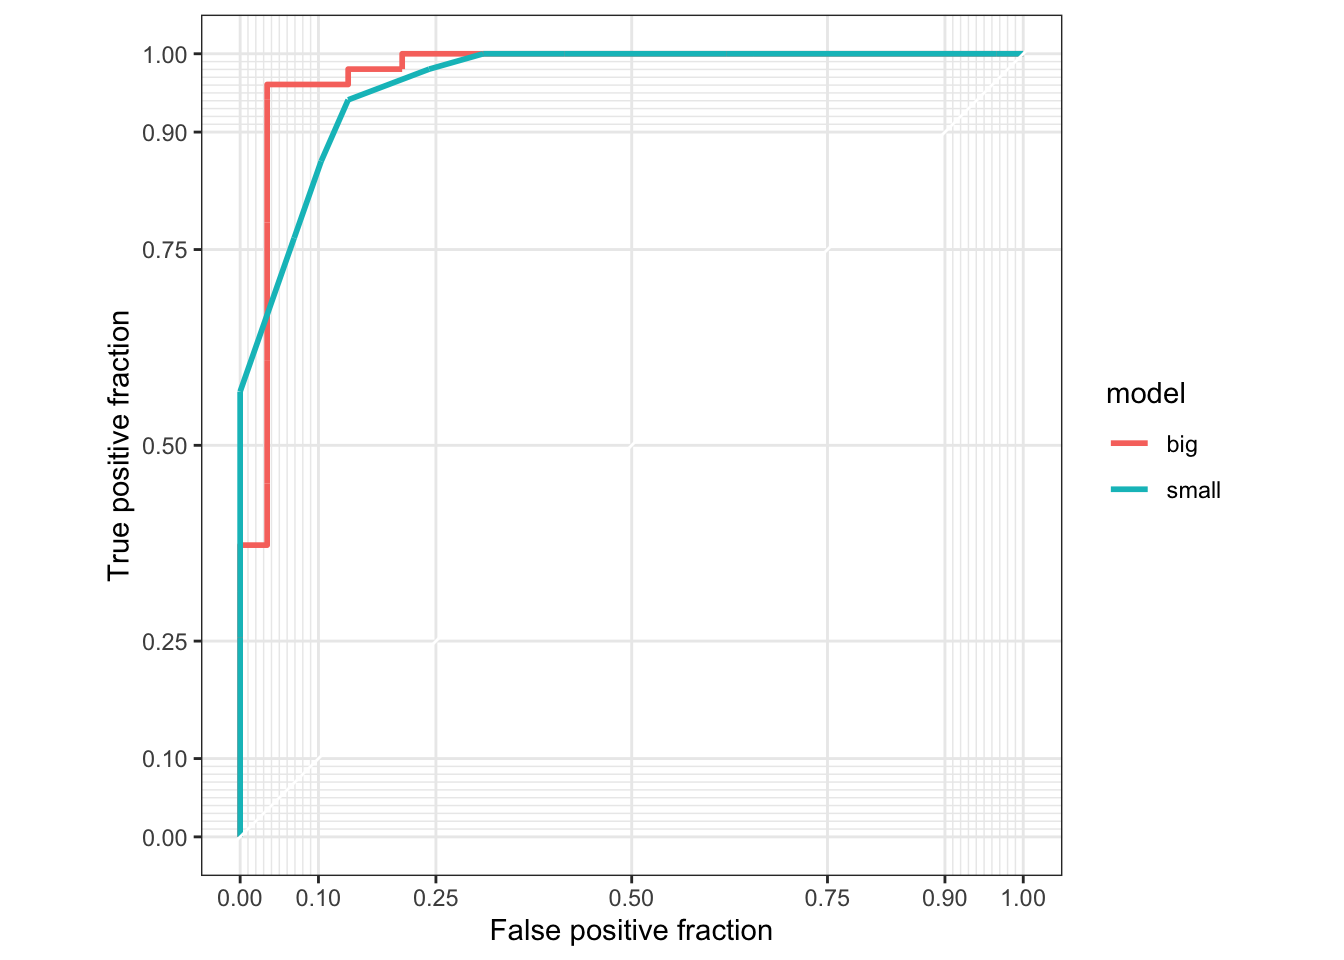 1.00
0.90
0.75
0.50
0.25
0.10
0.00
True positive fraction
0.00 0.10 0.25 0.50 0.75 0.90 1.00
False positive fraction
model
big
small